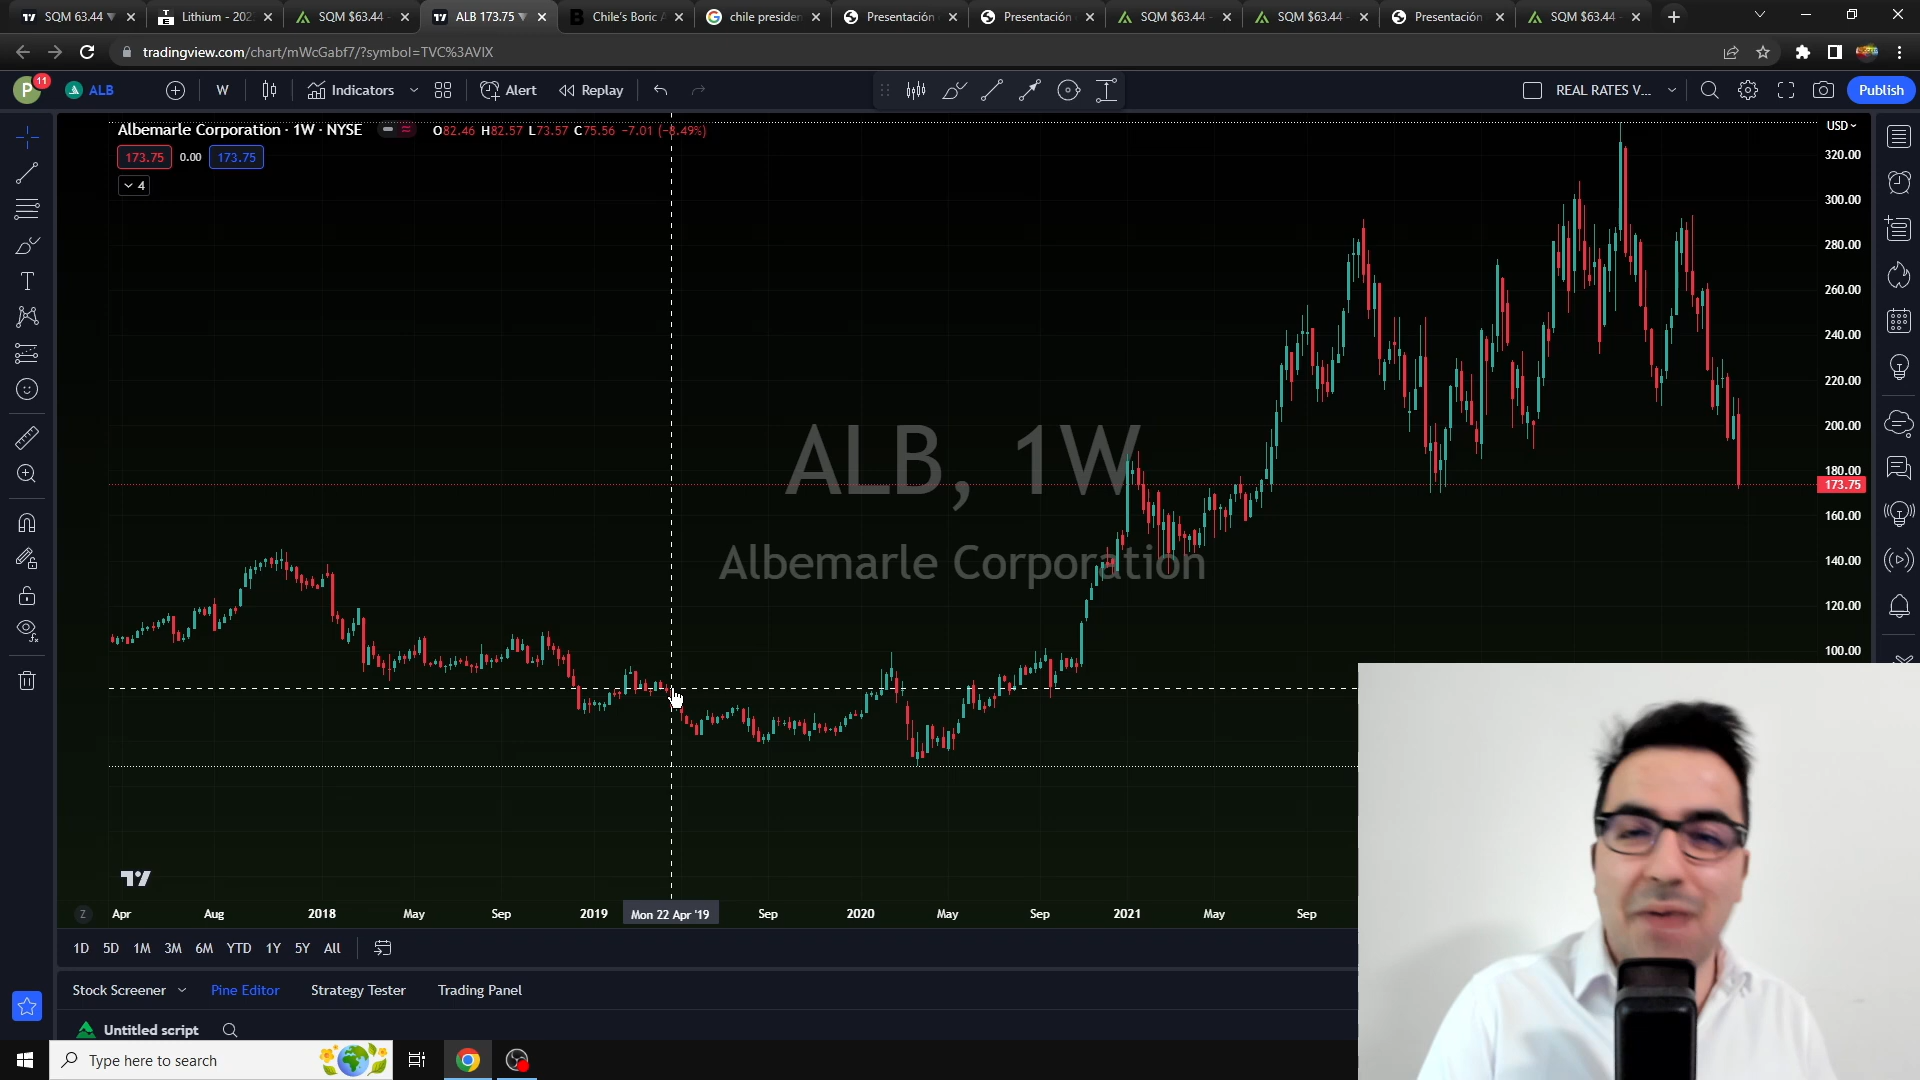 SQM 63.44
Lithium - 202
SQM $63.44
ALB 173.75
Chile's Boric A
chile presiden
Presentación
Presentación
SQM $63.44
SQM $63.44
Presentación
SQM $63.44
tradingview.com/chart/mWcGabf7/?symbol=TVC%3AVIX
P 11 ALB W Indicators Alert Replay REAL RATES V... Publish
Albemarle Corporation · 1W · NYSE O82.46 H82.57 L73.57 C75.56 −7.01 (−8.49%)
173.75 0.00 173.75
4
USD
320.00
300.00
280.00
260.00
240.00
220.00
200.00
180.00
173.75
160.00
140.00
120.00
100.00
ALB, 1W
Albemarle Corporation
Z Apr Aug 2018 May Sep 2019 Mon 22 Apr '19 Sep 2020 May Sep 2021 May Sep
1D 5D 1M 3M 6M YTD 1Y 5Y All
Stock Screener Pine Editor Strategy Tester Trading Panel
Untitled script
Type here to search